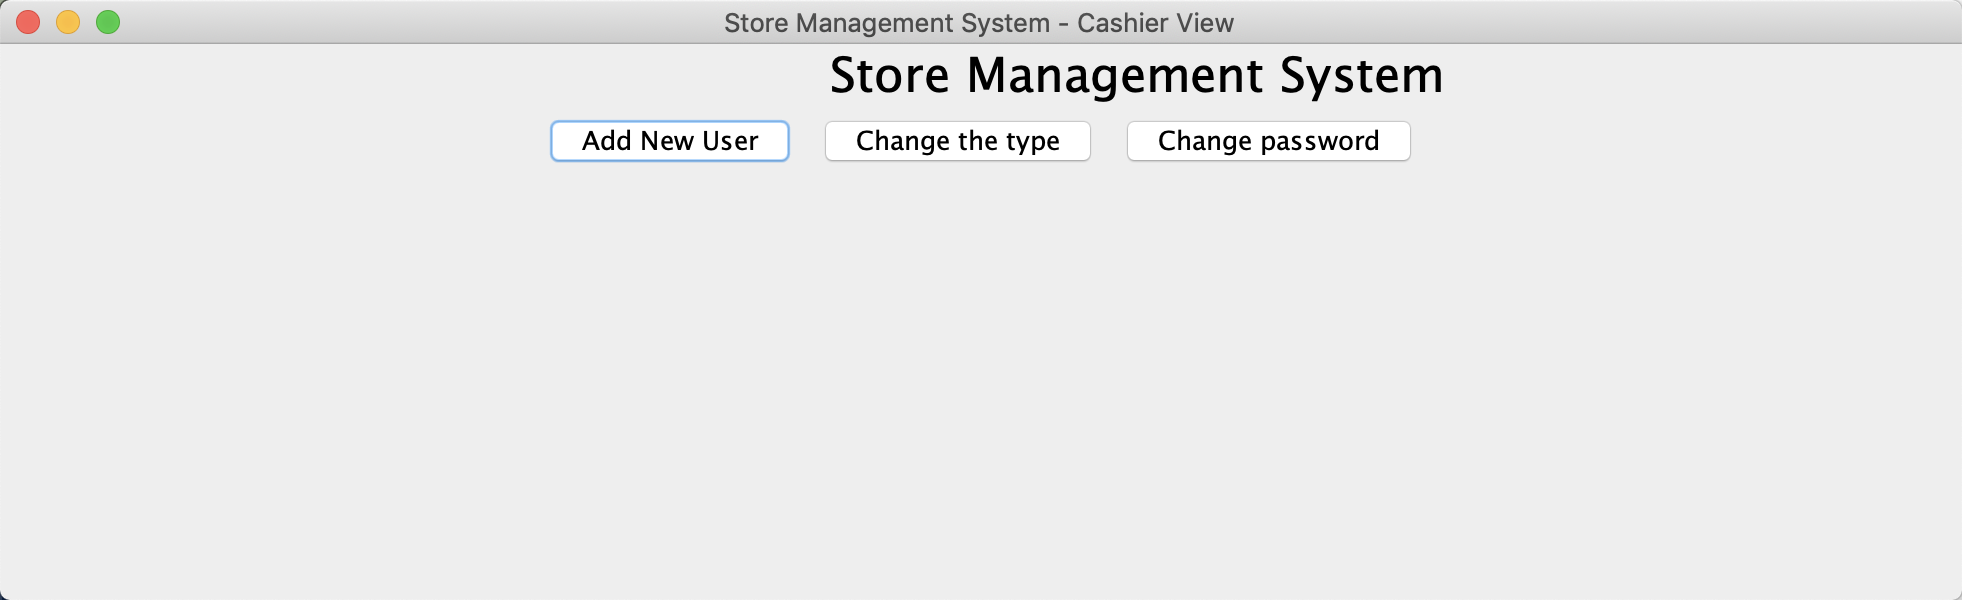 Store Management System - Cashier View
Store Management System
Add New User
Change the type
Change password